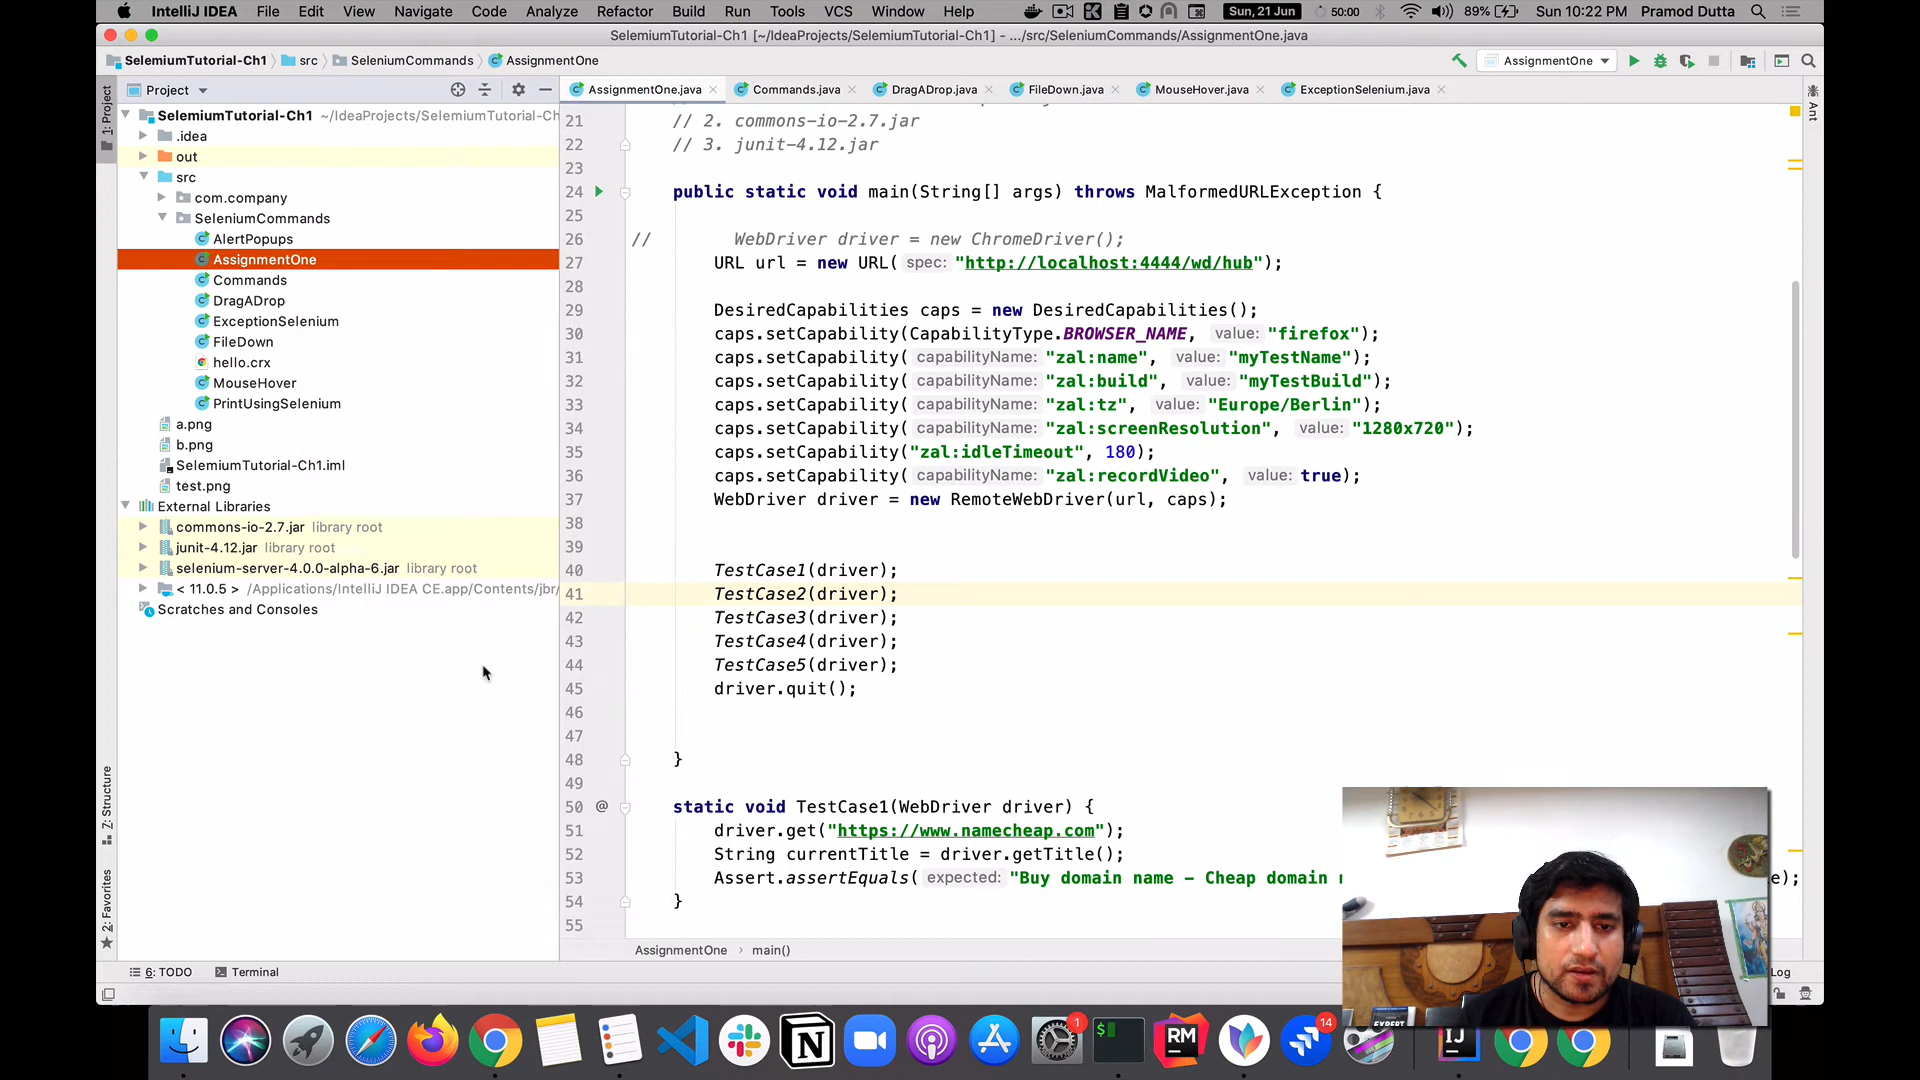 IntelliJ IDEA File Edit View Navigate Code Analyze Refactor Build Run Tools VCS Window Help Sun, 21 Jun 50:00 89% Sun 10:22 PM Pramod Dutta
SelemiumTutorial-Ch1 [~/IdeaProjects/SelemiumTutorial-Ch1] - .../src/SeleniumCommands/AssignmentOne.java
SelemiumTutorial-Ch1 src SeleniumCommands AssignmentOne AssignmentOne
Project AssignmentOne.java Commands.java DragADrop.java FileDown.java MouseHover.java ExceptionSelenium.java
1: Project
Ant
SelemiumTutorial-Ch1 ~/IdeaProjects/SelemiumTutorial-Ch
.idea
out
src
com.company
SeleniumCommands
AlertPopups
AssignmentOne
Commands
DragADrop
ExceptionSelenium
FileDown
hello.crx
MouseHover
PrintUsingSelenium
a.png
b.png
SelemiumTutorial-Ch1.iml
test.png
External Libraries
commons-io-2.7.jar library root
junit-4.12.jar library root
selenium-server-4.0.0-alpha-6.jar library root
< 11.0.5 > /Applications/IntelliJ IDEA CE.app/Contents/jbr/
Scratches and Consoles
21 // 2. commons-io-2.7.jar
22 // 3. junit-4.12.jar
23
24 public static void main(String[] args) throws MalformedURLException {
25
26 // WebDriver driver = new ChromeDriver();
27 URL url = new URL( spec: "http://localhost:4444/wd/hub");
28
29 DesiredCapabilities caps = new DesiredCapabilities();
30 caps.setCapability(CapabilityType.BROWSER_NAME, value: "firefox");
31 caps.setCapability( capabilityName: "zal:name", value: "myTestName");
32 caps.setCapability( capabilityName: "zal:build", value: "myTestBuild");
33 caps.setCapability( capabilityName: "zal:tz", value: "Europe/Berlin");
34 caps.setCapability( capabilityName: "zal:screenResolution", value: "1280x720");
35 caps.setCapability("zal:idleTimeout", 180);
36 caps.setCapability( capabilityName: "zal:recordVideo", value: true);
37 WebDriver driver = new RemoteWebDriver(url, caps);
38
39
40 TestCase1(driver);
41 TestCase2(driver);
42 TestCase3(driver);
43 TestCase4(driver);
44 TestCase5(driver);
45 driver.quit();
46
47
48 }
49
50 @ static void TestCase1(WebDriver driver) {
51 driver.get("https://www.namecheap.com");
52 String currentTitle = driver.getTitle();
53 Assert.assertEquals( expected: "Buy domain name - Cheap domain e);
54 }
55
7: Structure
2: Favorites
AssignmentOne main()
6: TODO Terminal Log
N $ RM 1 14 IJ
EXPERT